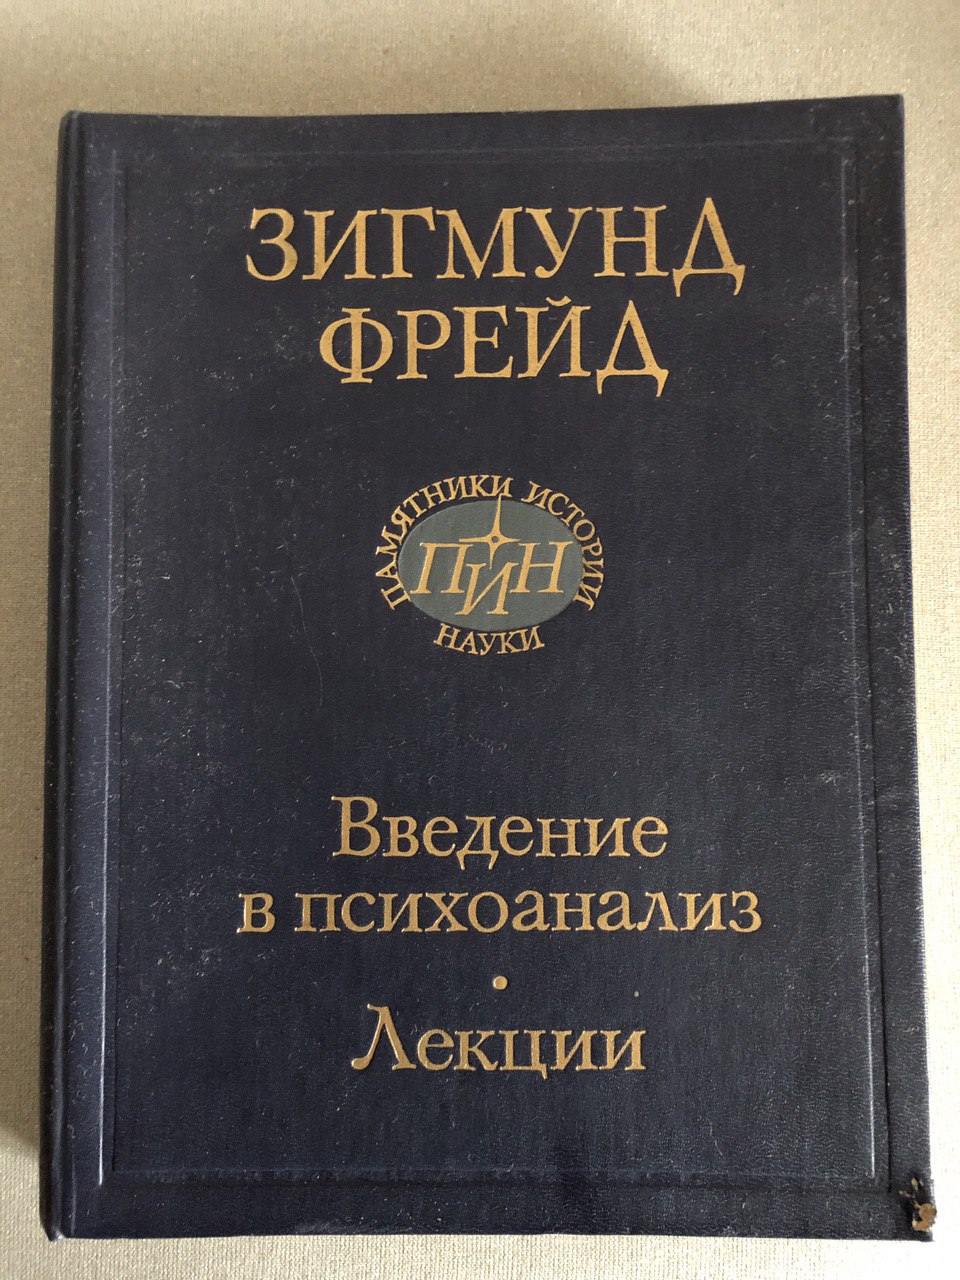 ЗИГМУНД
ФРЕЙД
ПАМЯТНИКИ ИСТОРИИ
ПИН
НАУКИ
Введение
в психоанализ
•
Лекции